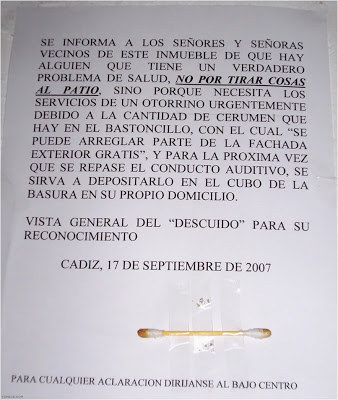 SE INFORMA A LOS SEÑORES Y SEÑORAS
VECINOS DE ESTE INMUEBLE DE QUE HAY
ALGUIEN QUE TIENE UN VERDADERO
PROBLEMA DE SALUD, NO POR TIRAR COSAS
AL PATIO, SINO PORQUE NECESITA LOS
SERVICIOS DE UN OTORRINO URGENTEMENTE
DEBIDO A LA CANTIDAD DE CERUMEN QUE
HAY EN EL BASTONCILLO, CON EL CUAL “SE
PUEDE ARREGLAR PARTE DE LA FACHADA
EXTERIOR GRATIS”, Y PARA LA PROXIMA VEZ
QUE SE REPASE EL CONDUCTO AUDITIVO, SE
SIRVA A DEPOSITARLO EN EL CUBO DE LA
BASURA EN SU PROPIO DOMICILIO.
VISTA GENERAL DEL “DESCUIDO” PARA SU
RECONOCIMIENTO
CADIZ, 17 DE SEPTIEMBRE DE 2007
PARA CUALQUIER ACLARACION DIRIJANSE AL BAJO CENTRO